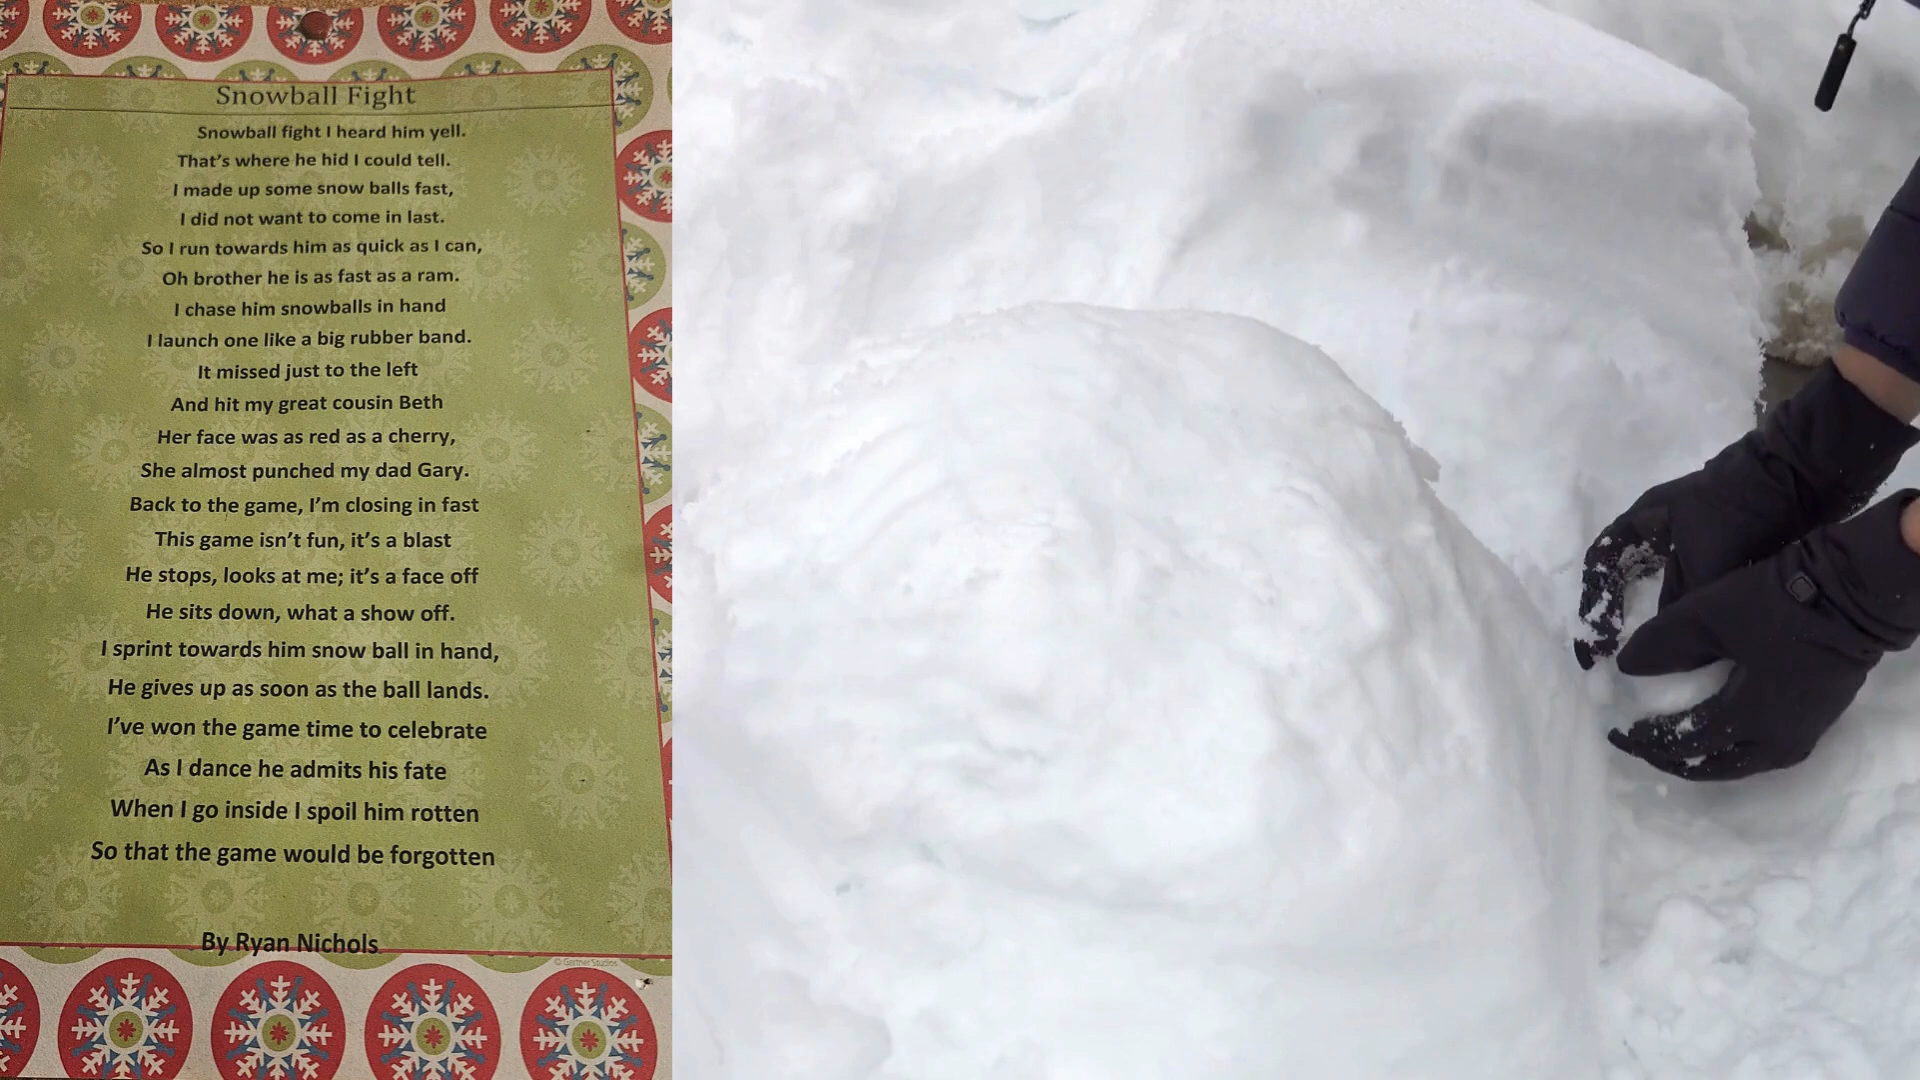 Snowball Fight
Snowball fight I heard him yell.
That's where he hid I could tell.
I made up some snow balls fast,
I did not want to come in last.
So I run towards him as quick as I can,
Oh brother he is as fast as a ram.
I chase him snowballs in hand
I launch one like a big rubber band.
It missed just to the left
And hit my great cousin Beth
Her face was as red as a cherry,
She almost punched my dad Gary.
Back to the game, I'm closing in fast
This game isn't fun, it's a blast
He stops, looks at me; it's a face off
He sits down, what a show off.
I sprint towards him snow ball in hand,
He gives up as soon as the ball lands.
I've won the game time to celebrate
As I dance he admits his fate
When I go inside I spoil him rotten
So that the game would be forgotten
By Ryan Nichols
© Gartner Studios